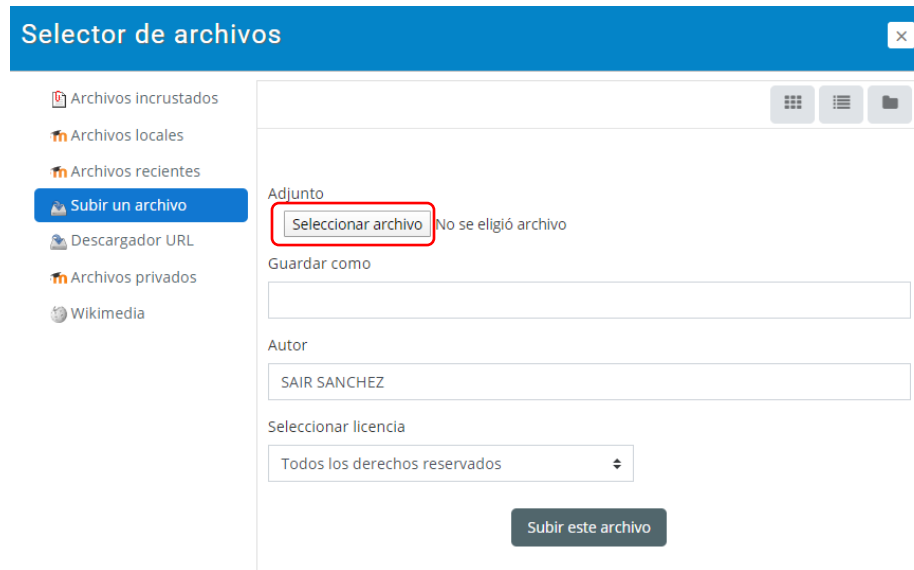 Selector de archivos
Archivos incrustados
Archivos locales
Archivos recientes
Subir un archivo
Descargador URL
Archivos privados
Wikimedia
Adjunto
Seleccionar archivo No se eligió archivo
Guardar como
Autor
SAIR SANCHEZ
Seleccionar licencia
Todos los derechos reservados
Subir este archivo